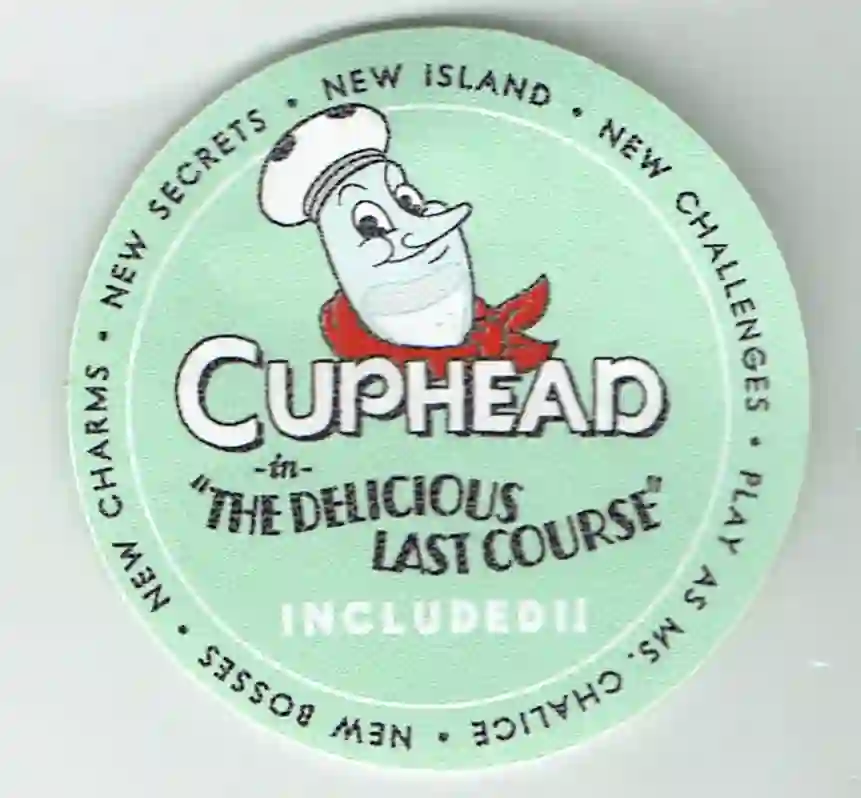 NEW ISLAND • NEW CHALLENGES • PLAY AS MS. CHALICE • NEW BOSSES • NEW CHARMS • NEW SECRETS •
CUPHEAD
-in-
"THE DELICIOUS
LAST COURSE"
INCLUDED!!